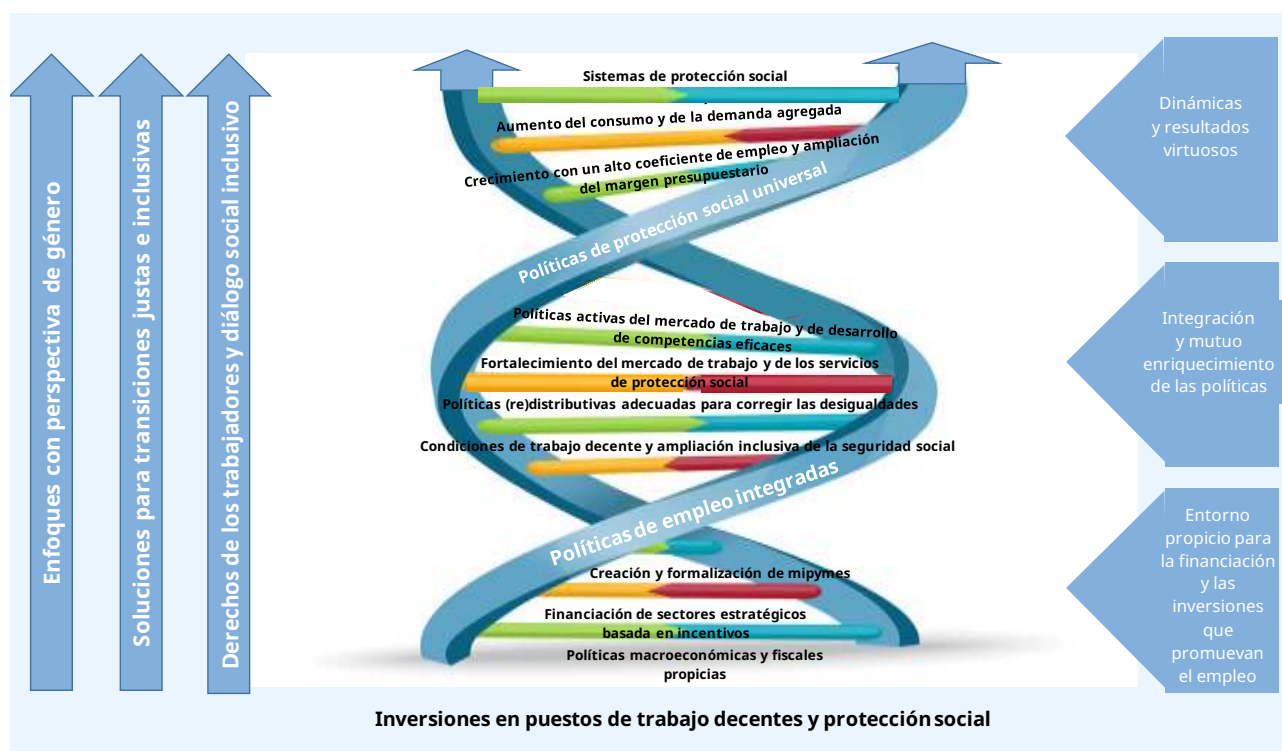 Enfoques con perspectiva de género
Soluciones para transiciones justas e inclusivas
Derechos de los trabajadores y diálogo social inclusivo
Sistemas de protección social
Aumento del consumo y de la demanda agregada
Crecimiento con un alto coeficiente de empleo y ampliación
del margen presupuestario
Políticas de protección social universal
Políticas activas del mercado de trabajo y de desarrollo
de competencias eficaces
Fortalecimiento del mercado de trabajo y de los servicios
de protección social
Políticas (re)distributivas adecuadas para corregir las desigualdades
Condiciones de trabajo decente y ampliación inclusiva de la seguridad social
Políticas de empleo integradas
Creación y formalización de mipymes
Financiación de sectores estratégicos
basada en incentivos
Políticas macroeconómicas y fiscales
propicias
Dinámicas
y resultados
virtuosos
Integración
y mutuo
enriquecimiento
de las políticas
Entorno
propicio para
la financiación
y las
inversiones
que
promuevan
el empleo
Inversiones en puestos de trabajo decentes y protección social